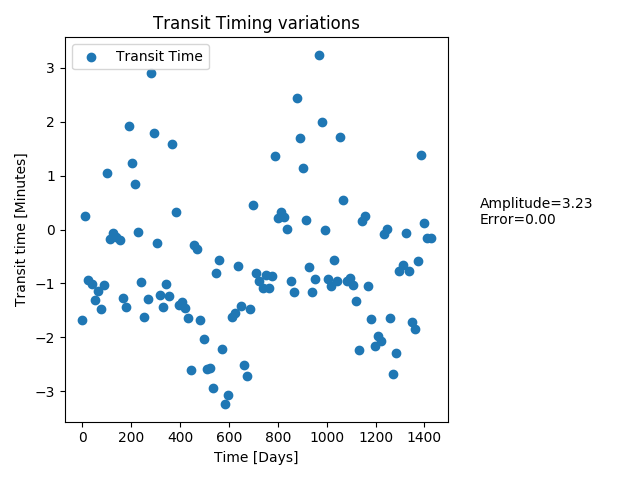 Transit Timing variations
Transit Time
3
2
1
0
−1
−2
−3
Transit time [Minutes]
0 200 400 600 800 1000 1200 1400
Time [Days]
Amplitude=3.23
Error=0.00